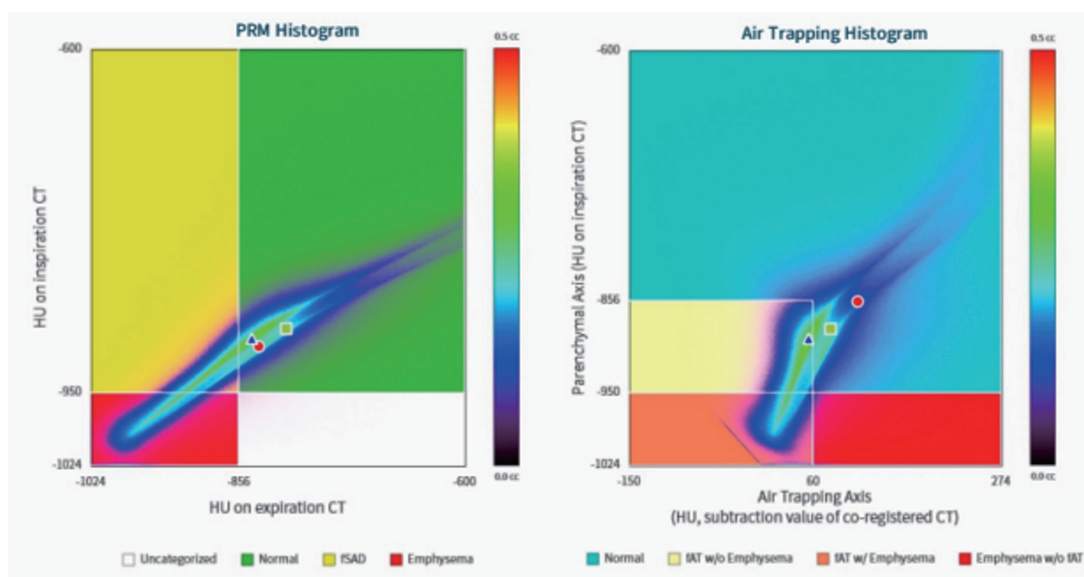 PRM Histogram
-600
HU on inspiration CT
-950
-1024
-1024
-856
-600
HU on expiration CT
0.5 cc
0.0 cc
Uncategorized
Normal
fSAD
Emphysema
Air Trapping Histogram
-600
Parenchymal Axis (HU on inspiration CT)
-856
-950
-1024
-150
60
274
Air Trapping Axis
(HU, subtraction value of co-registered CT)
0.5 cc
0.0 cc
Normal
fAT w/o Emphysema
fAT w/ Emphysema
Emphysema w/o fAT